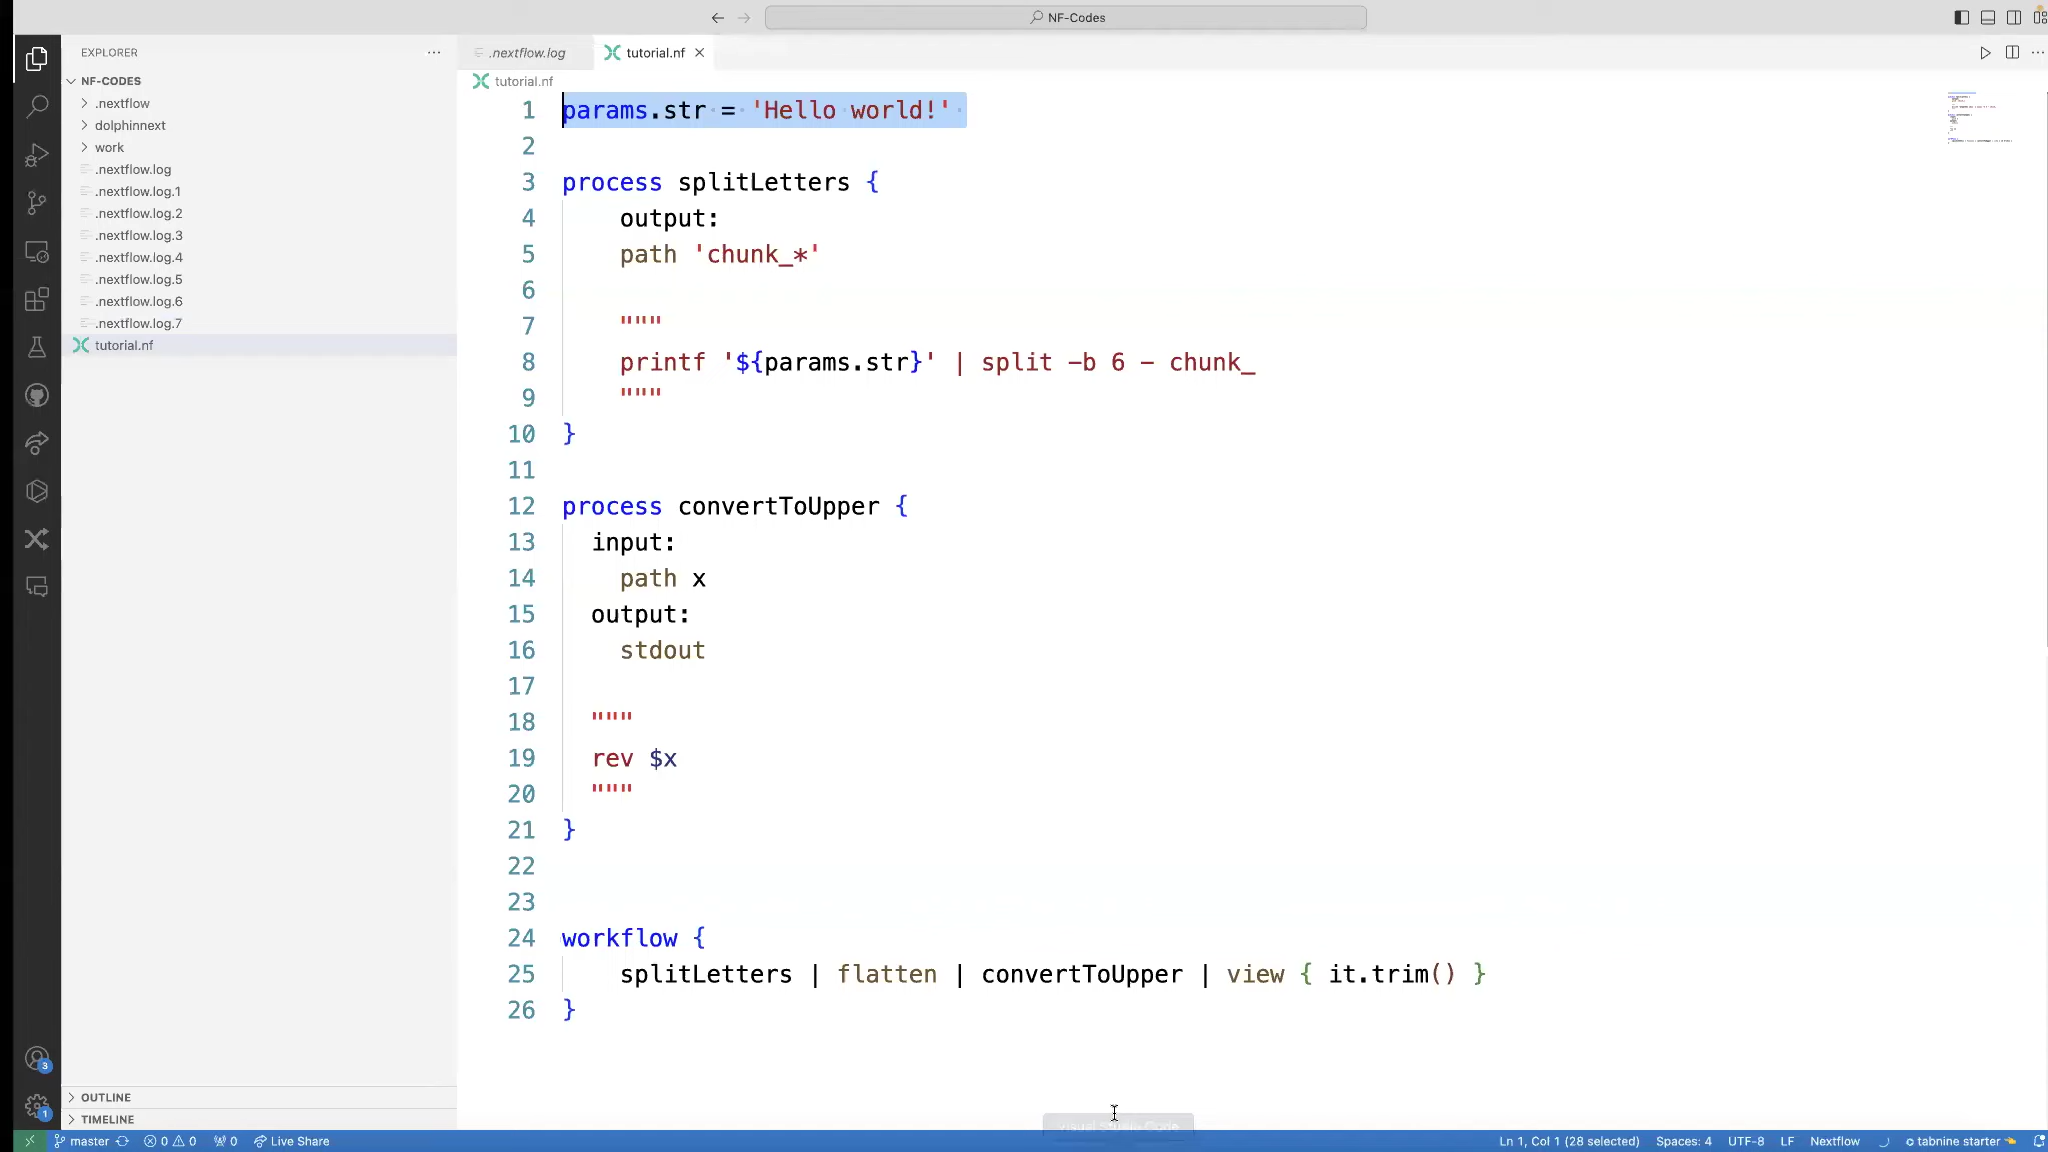 NF-Codes
EXPLORER
NF-CODES
.nextflow
dolphinnext
work
.nextflow.log
.nextflow.log.1
.nextflow.log.2
.nextflow.log.3
.nextflow.log.4
.nextflow.log.5
.nextflow.log.6
.nextflow.log.7
tutorial.nf
OUTLINE
TIMELINE
3
1
.nextflow.log
tutorial.nf
tutorial.nf
1 params.str = 'Hello world!'
2
3 process splitLetters {
4 output:
5 path 'chunk_*'
6
7 """
8 printf '${params.str}' | split -b 6 - chunk_
9 """
10 }
11
12 process convertToUpper {
13 input:
14 path x
15 output:
16 stdout
17
18 """
19 rev $x
20 """
21 }
22
23
24 workflow {
25 splitLetters | flatten | convertToUpper | view { it.trim() }
26 }
Visual Studio Code
master 0 0 0 Live Share
Ln 1, Col 1 (28 selected) Spaces: 4 UTF-8 LF Nextflow tabnine starter